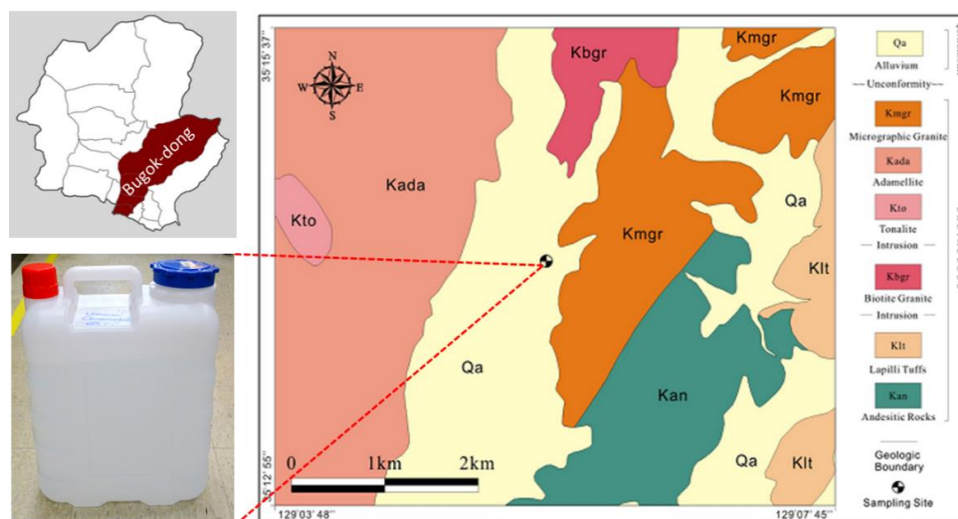 Bugok-dong
35˚15'37"
35˚12'55"
N
W E
S
Kbgr
Kmgr
Kmgr
Kada
Kto
Qa
Kmgr
Klt
Qa
Kan
Qa
Klt
0 1km 2km
129˚03'48" 129˚07'45"
Qa
Alluvium
Unconformity
Kmgr
Micrographic Granite
Kada
Adamellite
Kto
Tonalite
Intrusion
Kbgr
Biotite Granite
Intrusion
Klt
Lapilli Tuffs
Kan
Andesitic Rocks
Geologic
Boundary
Sampling Site